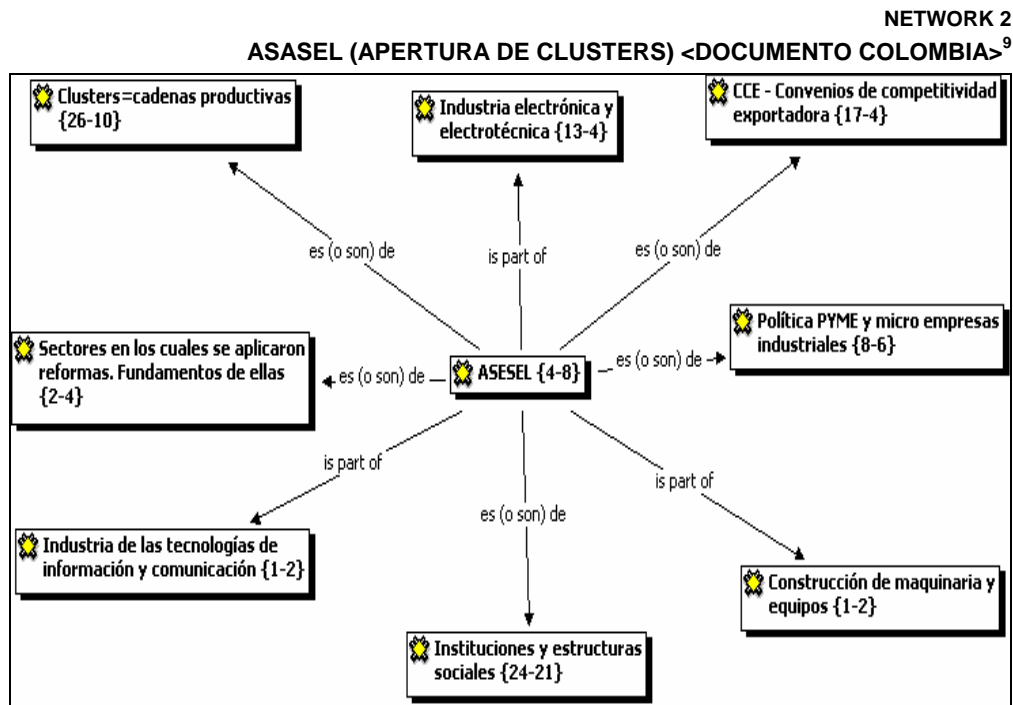 NETWORK 2
ASASEL (APERTURA DE CLUSTERS) <DOCUMENTO COLOMBIA>9
Clusters=cadenas productivas
{26-10}
Industria electrónica y
electrotécnica {13-4}
CCE - Convenios de competitividad
exportadora {17-4}
es (o son) de
is part of
es (o son) de
Sectores en los cuales se aplicaron
reformas. Fundamentos de ellas
{2-4}
es (o son) de
ASESEL {4-8}
es (o son) de
Política PYME y micro empresas
industriales {8-6}
is part of
es (o son) de
is part of
Industria de las tecnologías de
información y comunicación {1-2}
Instituciones y estructuras
sociales {24-21}
Construcción de maquinaria y
equipos {1-2}